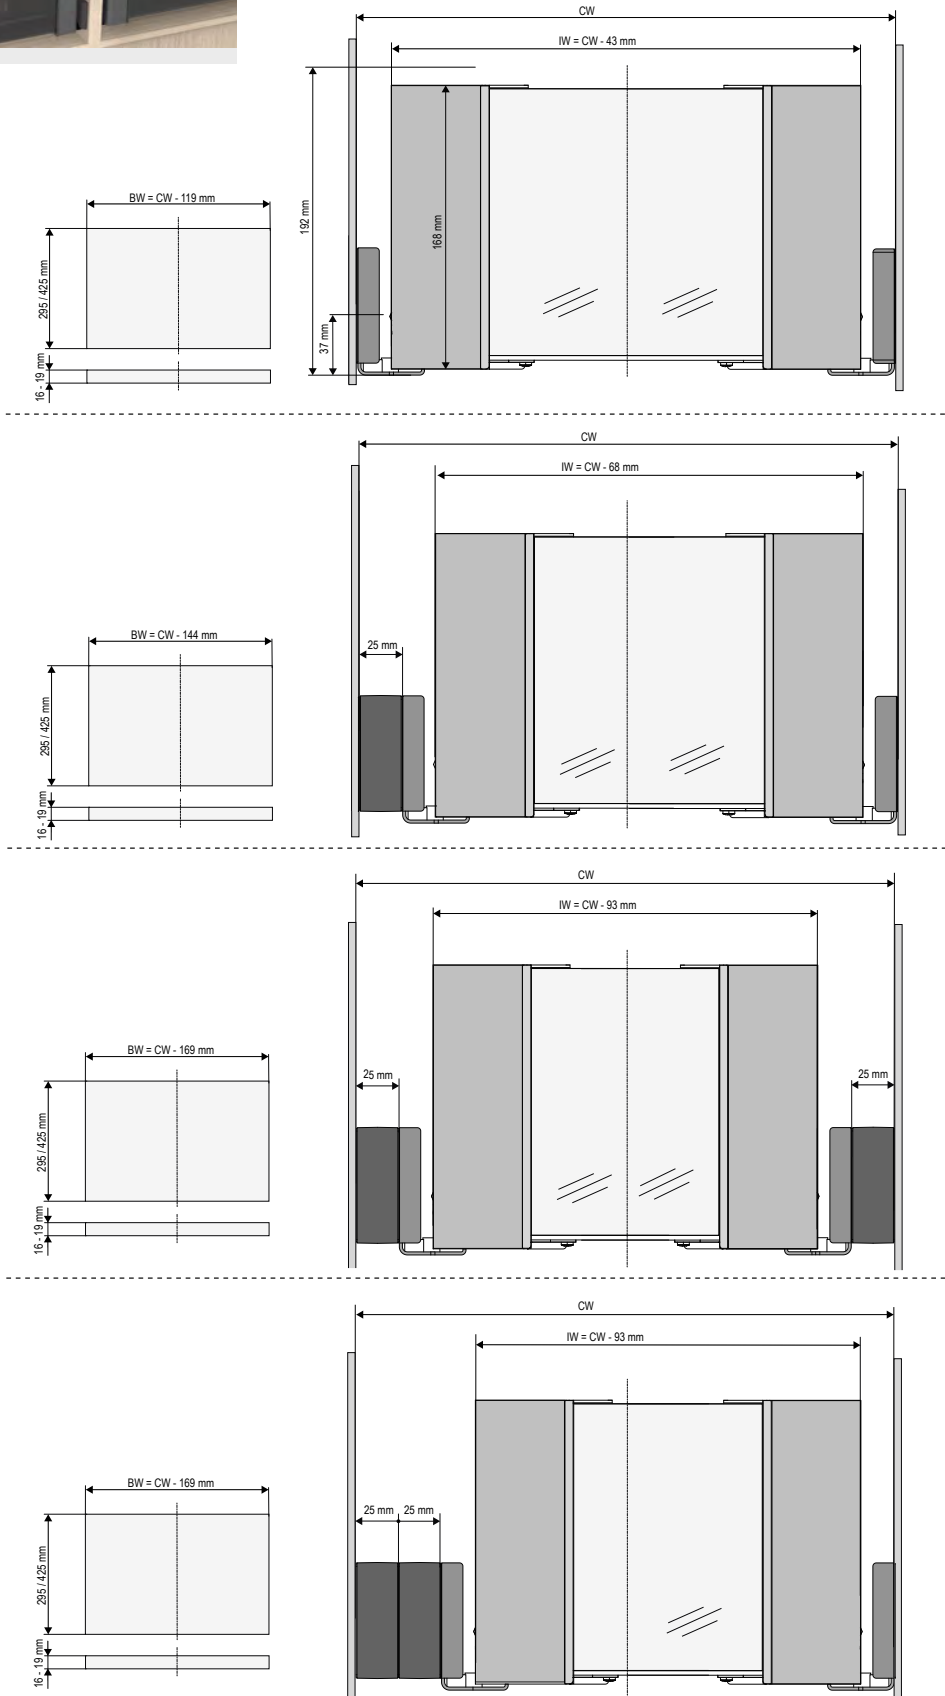 CW
IW = CW - 43 mm
192 mm
168 mm
37 mm
BW = CW - 119 mm
295 / 425 mm
16 - 19 mm
CW
IW = CW - 68 mm
25 mm
BW = CW - 144 mm
295 / 425 mm
16 - 19 mm
CW
IW = CW - 93 mm
25 mm
25 mm
BW = CW - 169 mm
295 / 425 mm
16 - 19 mm
CW
IW = CW - 93 mm
25 mm 25 mm
BW = CW - 169 mm
295 / 425 mm
16 - 19 mm